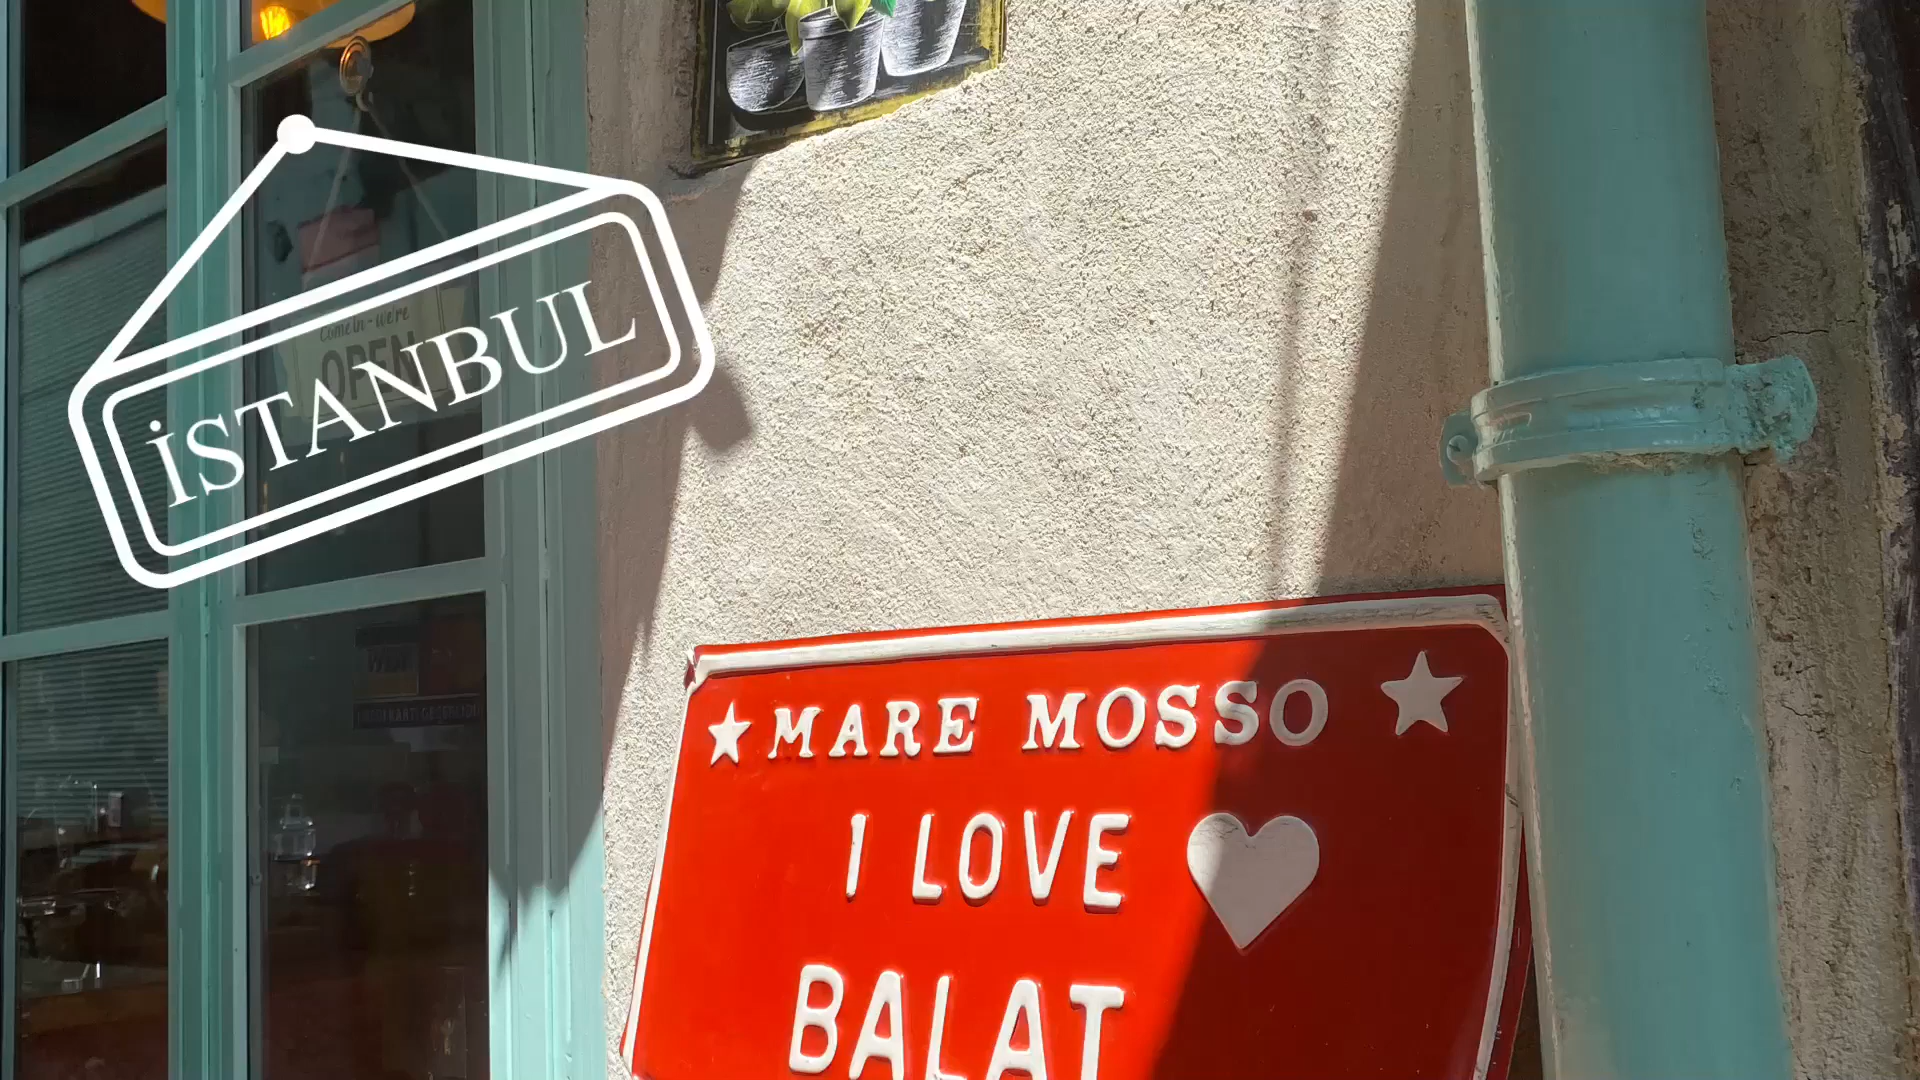 İSTANBUL
Come in - we're
OPEN
MARE MOSSO
I LOVE
BALAT